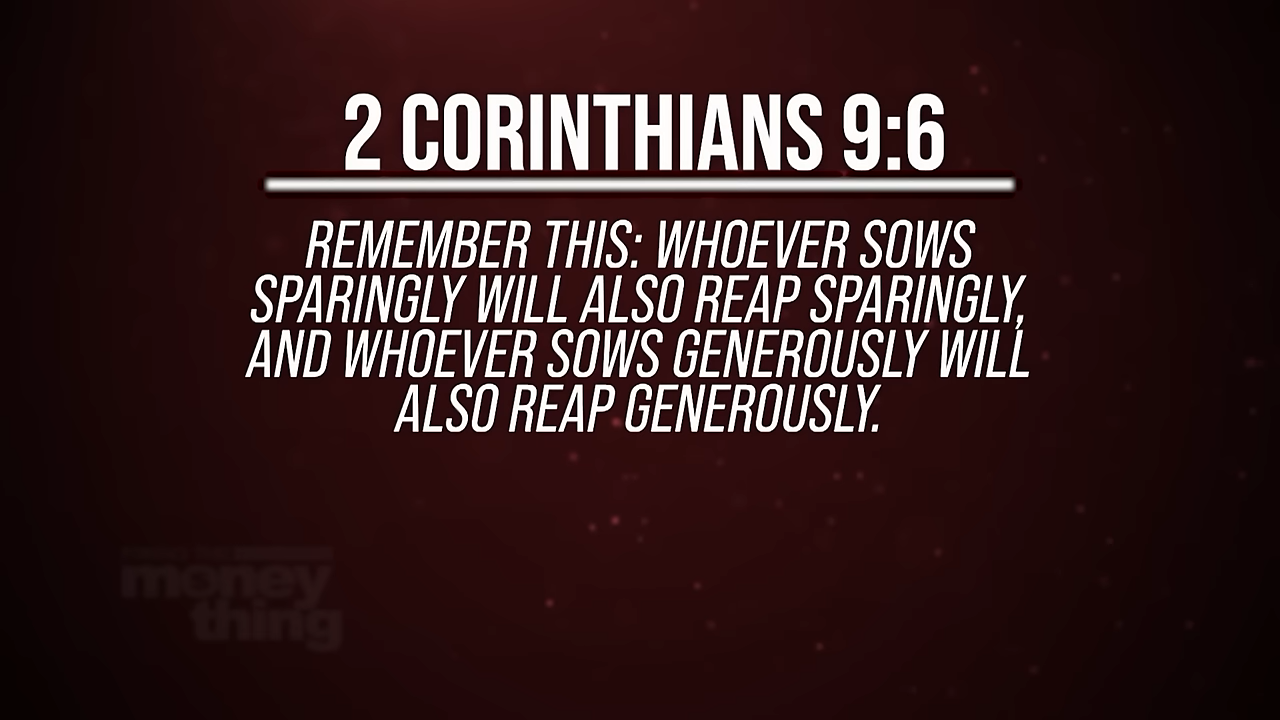 2 CORINTHIANS 9:6
REMEMBER THIS: WHOEVER SOWS
SPARINGLY WILL ALSO REAP SPARINGLY,
AND WHOEVER SOWS GENEROUSLY WILL
ALSO REAP GENEROUSLY.
money
thing